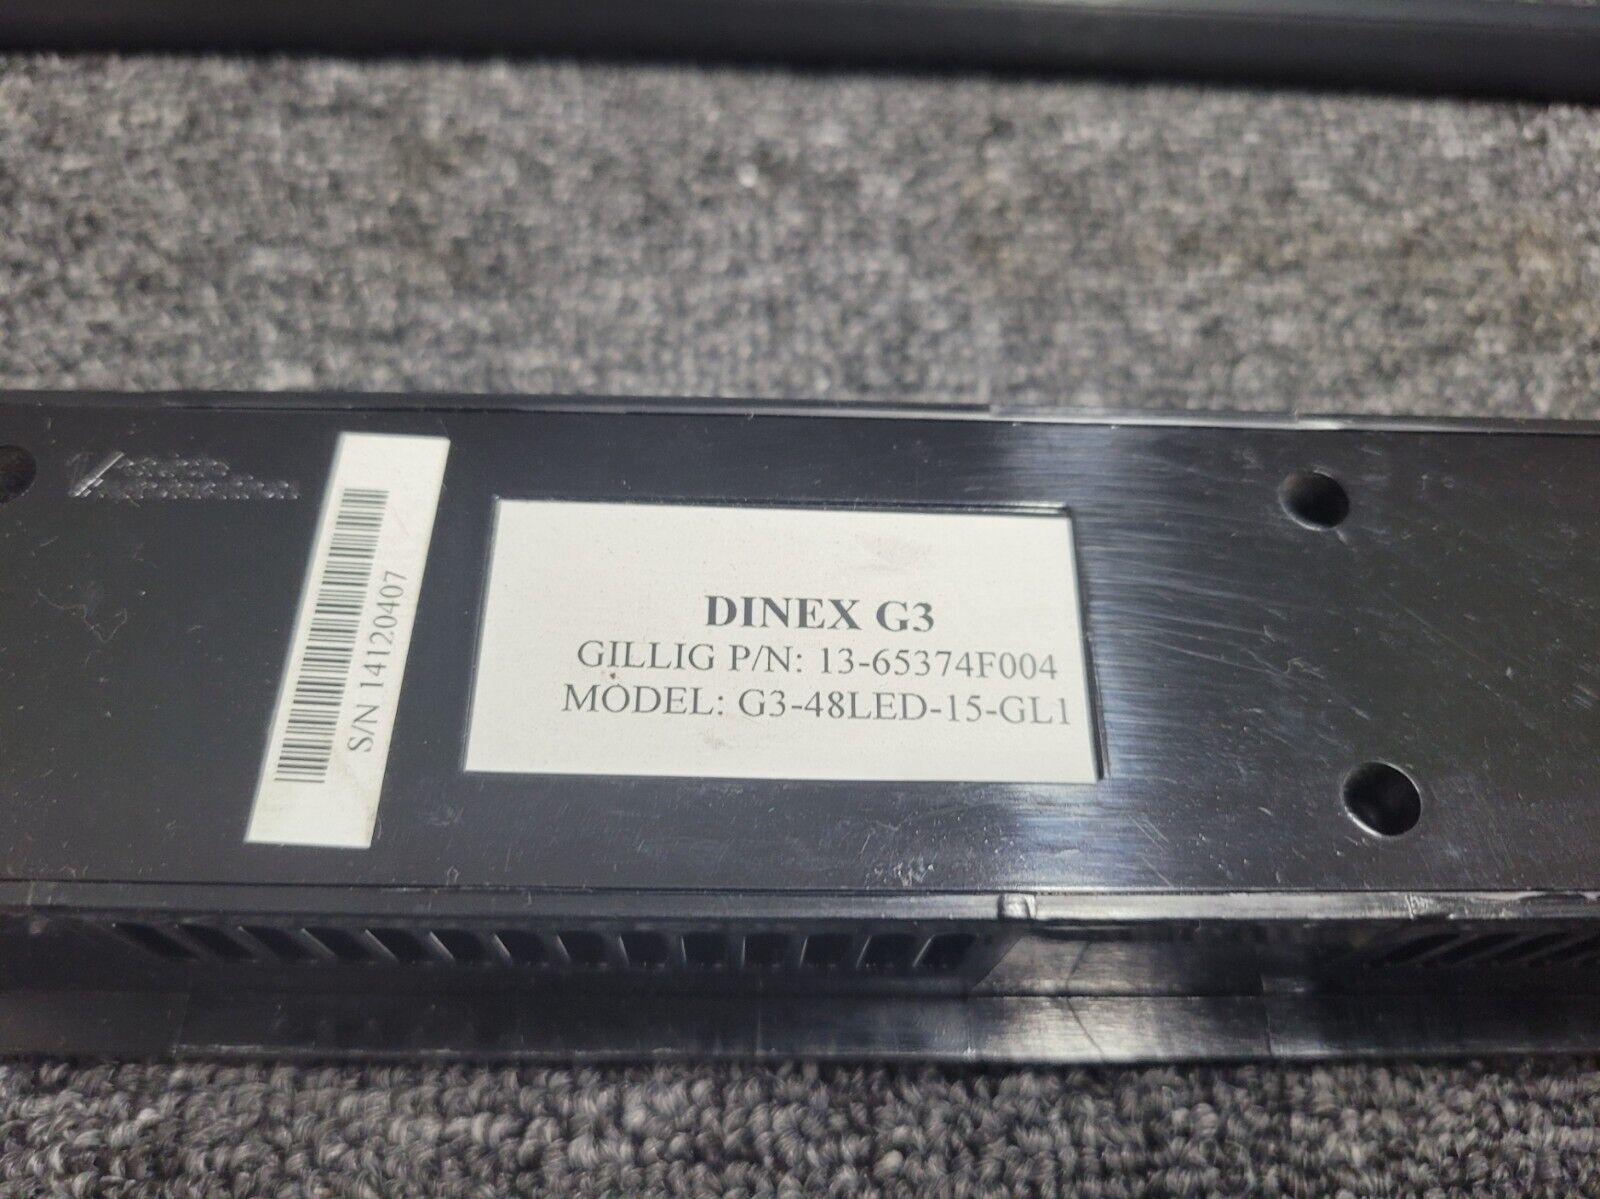 S/N 14120407
DINEX G3
GILLIG P/N: 13-65374F004
MODEL: G3-48LED-15-GL1